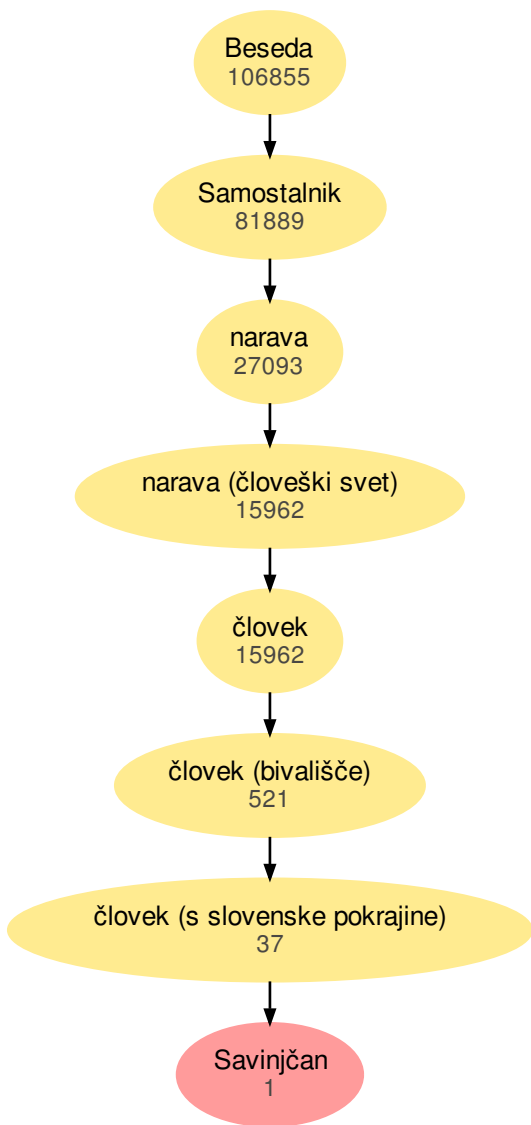 Beseda
106855
Samostalnik
81889
narava
27093
narava (človeški svet)
15962
človek
15962
človek (bivališče)
521
človek (s slovenske pokrajine)
37
Savinjčan
1